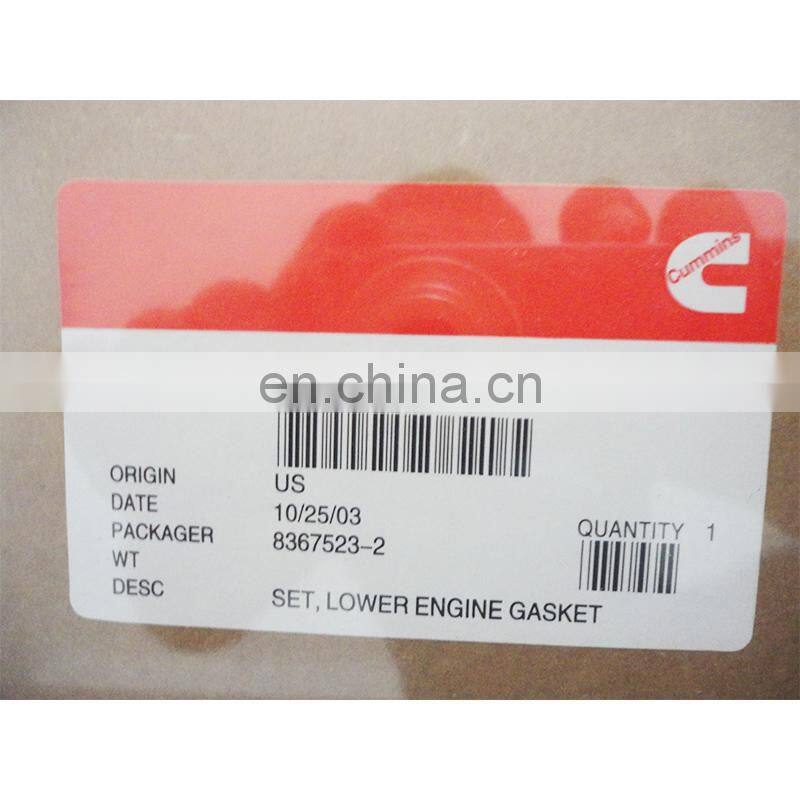 Cummins
en.china.cn
ORIGIN US
DATE 10/25/03
PACKAGER 8367523-2
QUANTITY 1
WT
DESC SET, LOWER ENGINE GASKET